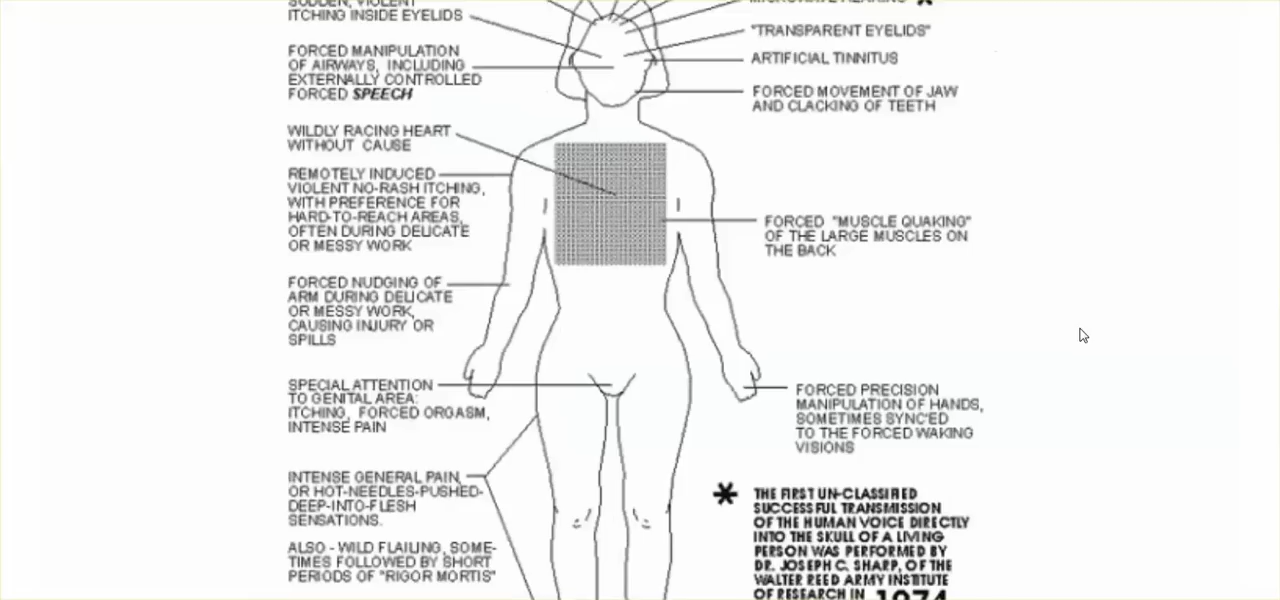 SUDDEN, VIOLENT
ITCHING INSIDE EYELIDS
FORCED MANIPULATION
OF AIRWAYS, INCLUDING
EXTERNALLY CONTROLLED
FORCED SPEECH
WILDLY RACING HEART
WITHOUT CAUSE
REMOTELY INDUCED
VIOLENT NO-RASH ITCHING,
WITH PREFERENCE FOR
HARD-TO-REACH AREAS,
OFTEN DURING DELICATE
OR MESSY WORK
FORCED NUDGING OF
ARM DURING DELICATE
OR MESSY WORK,
CAUSING INJURY OR
SPILLS
SPECIAL ATTENTION
TO GENITAL AREA:
ITCHING, FORCED ORGASM,
INTENSE PAIN
INTENSE GENERAL PAIN,
OR HOT-NEEDLES-PUSHED-
DEEP-INTO-FLESH
SENSATIONS.
ALSO - WILD FLAILING, SOME-
TIMES FOLLOWED BY SHORT
PERIODS OF "RIGOR MORTIS"
MICROWAVE HEARING *
"TRANSPARENT EYELIDS"
ARTIFICIAL TINNITUS
FORCED MOVEMENT OF JAW
AND CLACKING OF TEETH
FORCED "MUSCLE QUAKING"
OF THE LARGE MUSCLES ON
THE BACK
FORCED PRECISION
MANIPULATION OF HANDS,
SOMETIMES SYNC'ED
TO THE FORCED WAKING
VISIONS
* THE FIRST UN-CLASSIFIED
SUCCESSFUL TRANSMISSION
OF THE HUMAN VOICE DIRECTLY
INTO THE SKULL OF A LIVING
PERSON WAS PERFORMED BY
DR. JOSEPH C. SHARP, OF THE
WALTER REED ARMY INSTITUTE
OF RESEARCH IN 1974